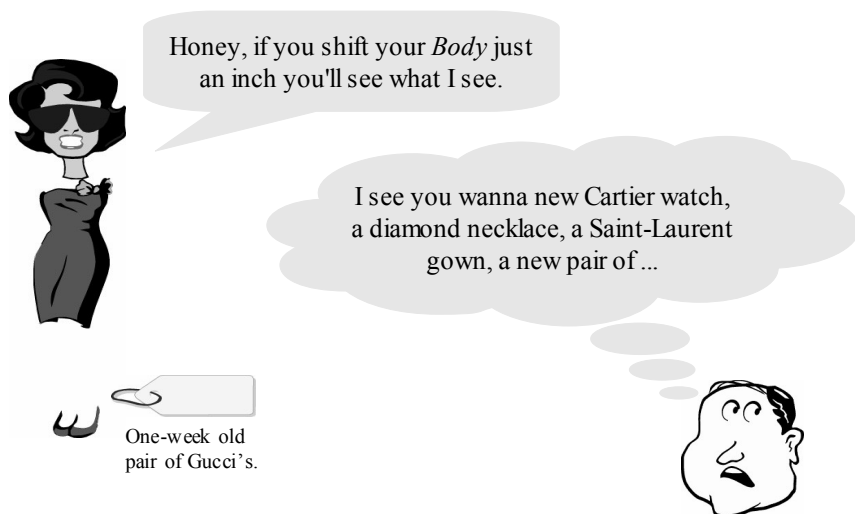 Honey, if you shift your Body just
an inch you'll see what I see.
I see you wanna new Cartier watch,
a diamond necklace, a Saint-Laurent
gown, a new pair of ...
One-week old
pair of Gucci’s.